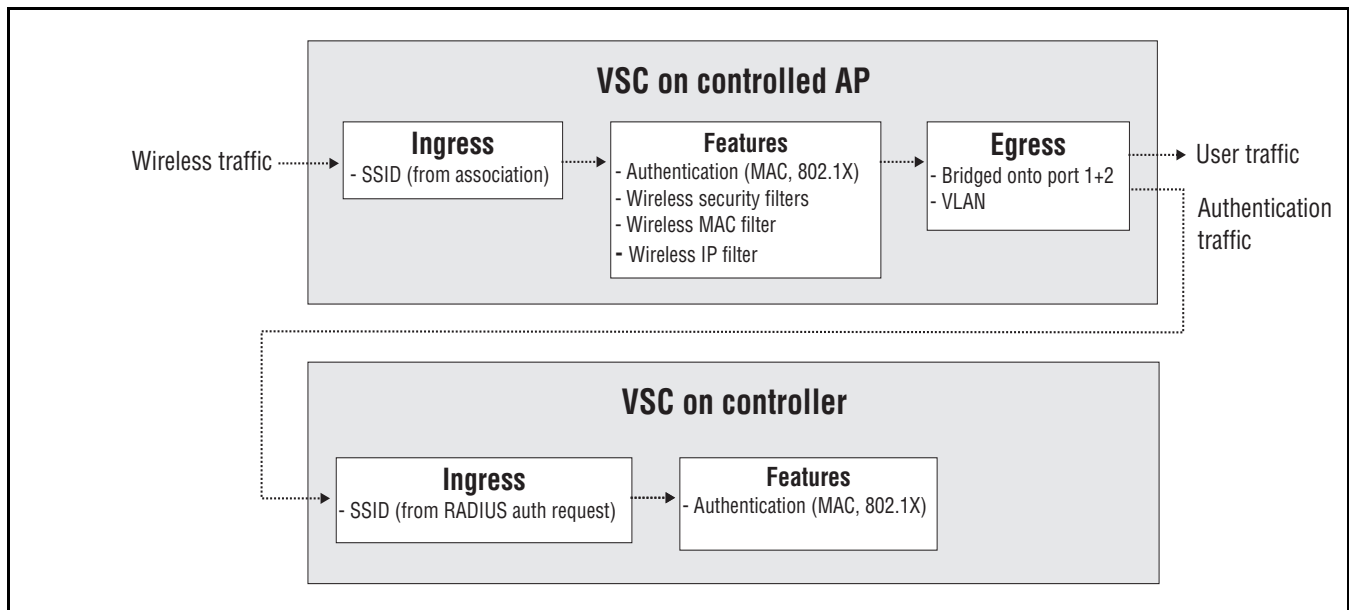 VSC on controlled AP
Wireless traffic
Ingress
- SSID (from association)
Features
- Authentication (MAC, 802.1X)
- Wireless security filters
- Wireless MAC filter
- Wireless IP filter
Egress
- Bridged onto port 1+2
- VLAN
User traffic
Authentication
traffic
VSC on controller
Ingress
- SSID (from RADIUS auth request)
Features
- Authentication (MAC, 802.1X)